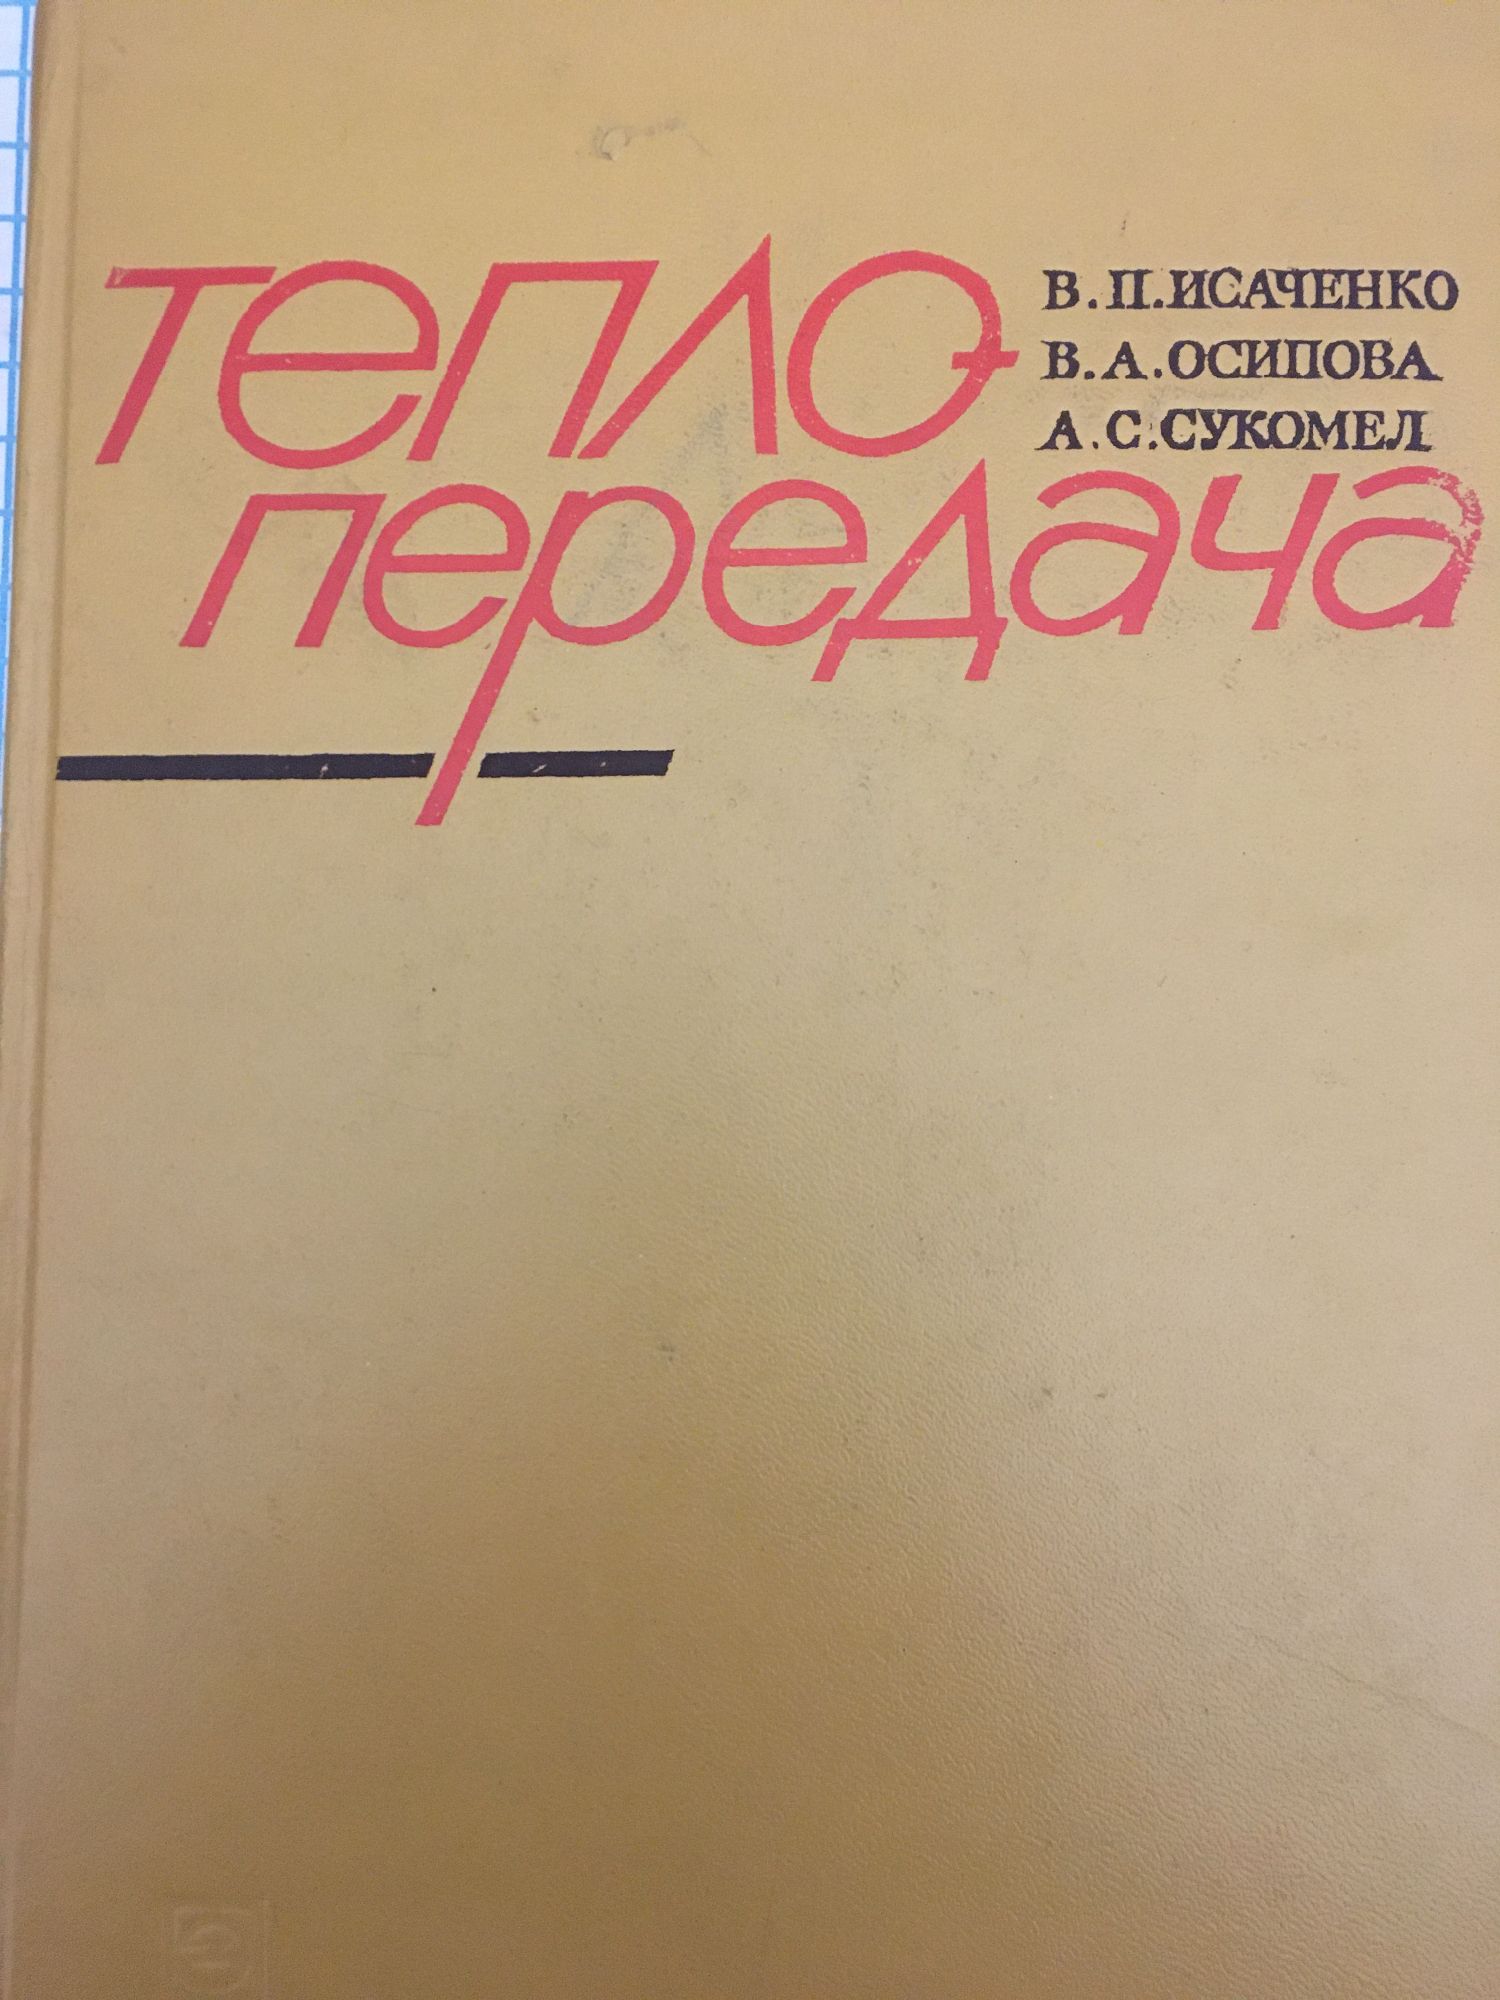 тепло-
передача
В.П.ИСАЧЕНКО
В.А.ОСИПОВА
А.С.СУКОМЕЛ